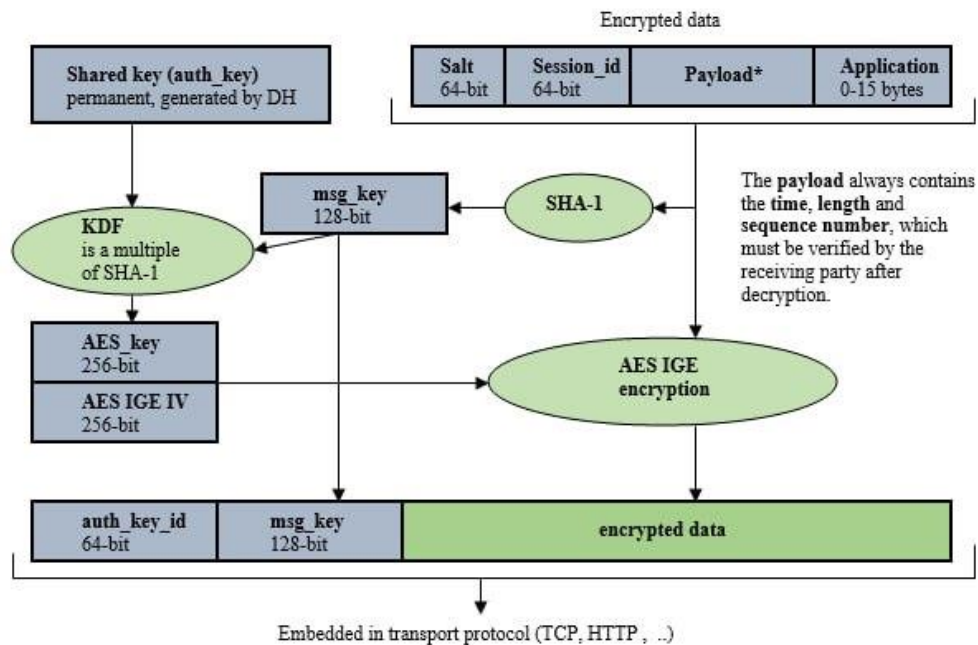 Encrypted data
Shared key (auth_key)
permanent, generated by DH
Salt
64-bit
Session_id
64-bit
Payload*
Application
0-15 bytes
msg_key
128-bit
SHA-1
The payload always contains
the time, length and
sequence number, which
must be verified by the
receiving party after
decryption.
KDF
is a multiple
of SHA-1
AES_key
256-bit
AES IGE IV
256-bit
AES IGE
encryption
auth_key_id
64-bit
msg_key
128-bit
encrypted data
Embedded in transport protocol (TCP, HTTP , ..)